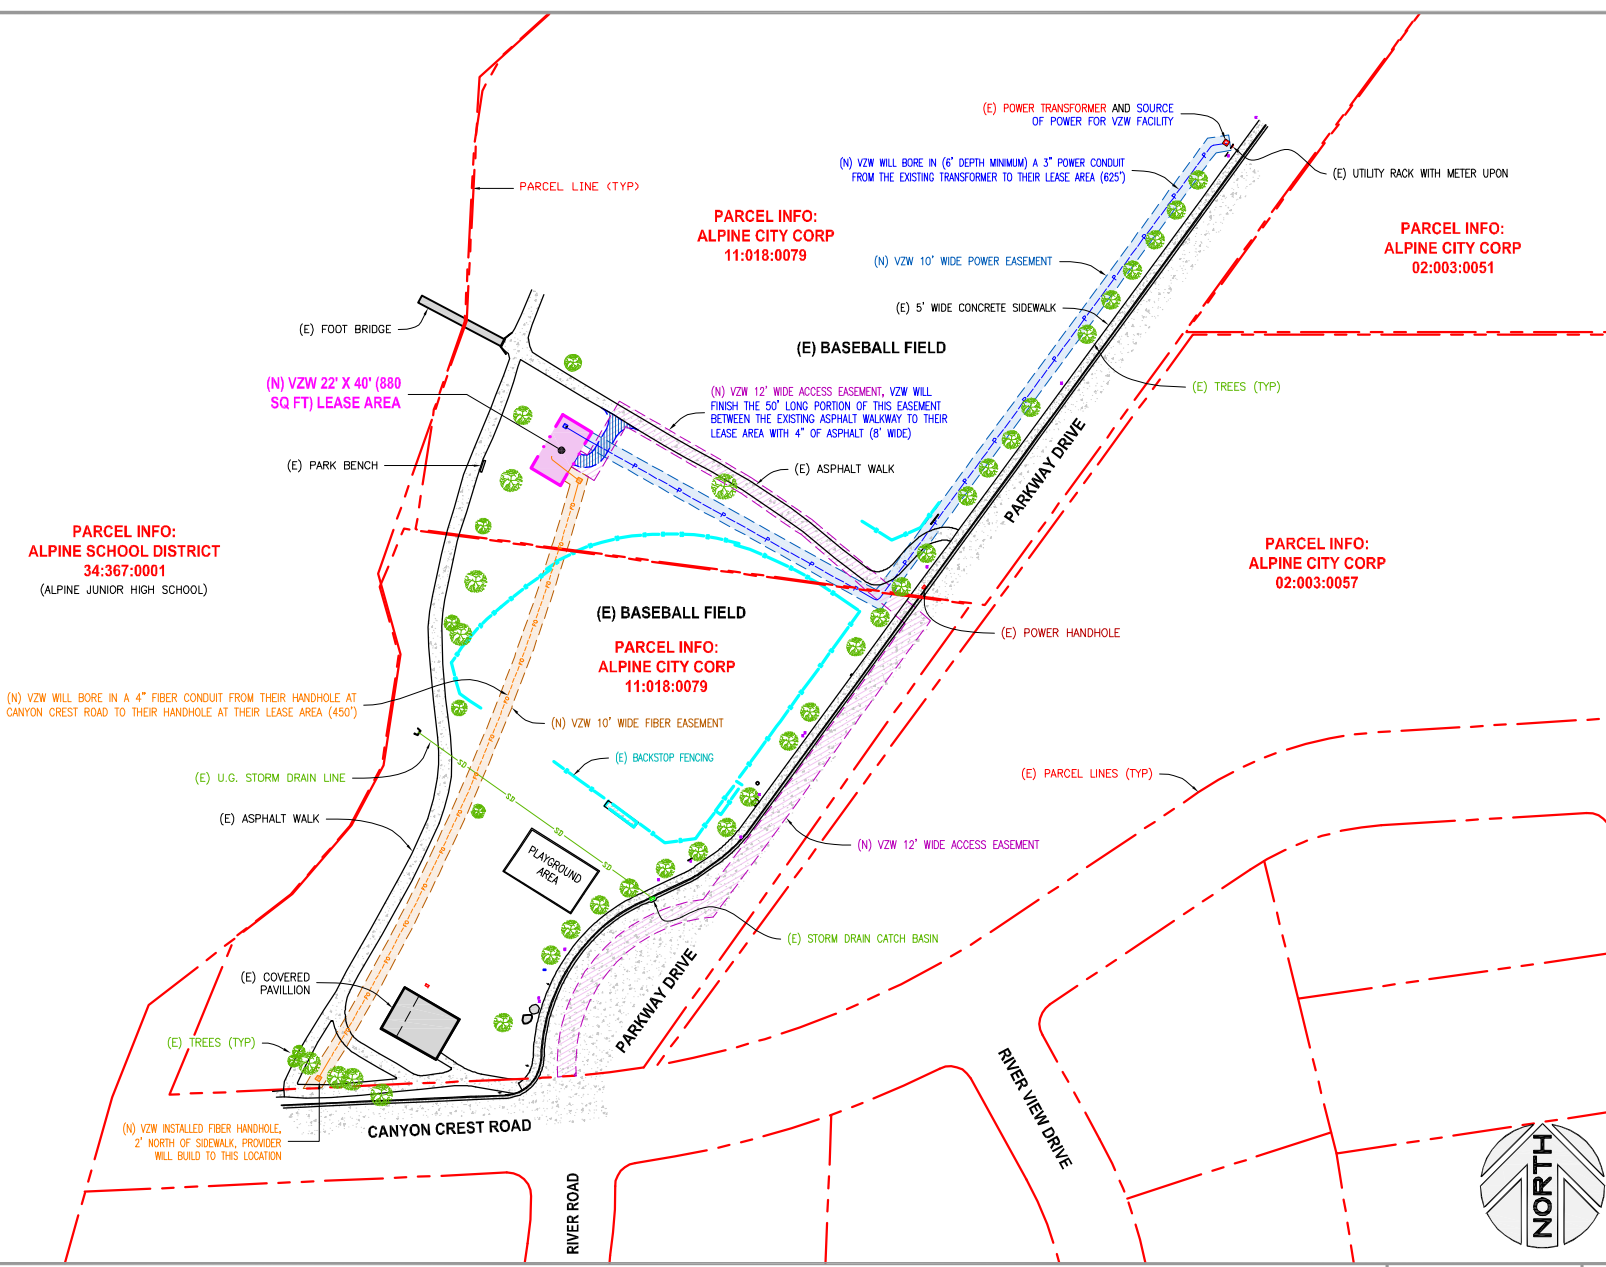 (E) POWER TRANSFORMER AND SOURCE
OF POWER FOR VZW FACILITY
(N) VZW WILL BORE IN (6' DEPTH MINIMUM) A 3" POWER CONDUIT
FROM THE EXISTING TRANSFORMER TO THEIR LEASE AREA (625')
(E) UTILITY RACK WITH METER UPON
PARCEL LINE (TYP)
PARCEL INFO:
ALPINE CITY CORP
11:018:0079
PARCEL INFO:
ALPINE CITY CORP
02:003:0051
(N) VZW 10' WIDE POWER EASEMENT
(E) 5' WIDE CONCRETE SIDEWALK
(E) FOOT BRIDGE
(E) BASEBALL FIELD
(N) VZW 22' X 40' (880
SQ FT) LEASE AREA
(N) VZW 12' WIDE ACCESS EASEMENT, VZW WILL
FINISH THE 50' LONG PORTION OF THIS EASEMENT
BETWEEN THE EXISTING ASPHALT WALKWAY TO THEIR
LEASE AREA WITH 4" OF ASPHALT (8' WIDE)
(E) TREES (TYP)
(E) PARK BENCH
(E) ASPHALT WALK
PARKWAY DRIVE
PARCEL INFO:
ALPINE SCHOOL DISTRICT
34:367:0001
(ALPINE JUNIOR HIGH SCHOOL)
PARCEL INFO:
ALPINE CITY CORP
02:003:0057
(E) BASEBALL FIELD
PARCEL INFO:
ALPINE CITY CORP
11:018:0079
(E) POWER HANDHOLE
(N) VZW WILL BORE IN A 4" FIBER CONDUIT FROM THEIR HANDHOLE AT
CANYON CREST ROAD TO THEIR HANDHOLE AT THEIR LEASE AREA (450')
(N) VZW 10' WIDE FIBER EASEMENT
(E) BACKSTOP FENCING
(E) U.G. STORM DRAIN LINE
SD
SD
SD
SD
(E) PARCEL LINES (TYP)
(E) ASPHALT WALK
(N) VZW 12' WIDE ACCESS EASEMENT
PLAYGROUND
AREA
(E) STORM DRAIN CATCH BASIN
(E) COVERED
PAVILLION
PARKWAY DRIVE
(E) TREES (TYP)
RIVER VIEW DRIVE
(N) VZW INSTALLED FIBER HANDHOLE,
2' NORTH OF SIDEWALK, PROVIDER
WILL BUILD TO THIS LOCATION
CANYON CREST ROAD
RIVER ROAD
NORTH